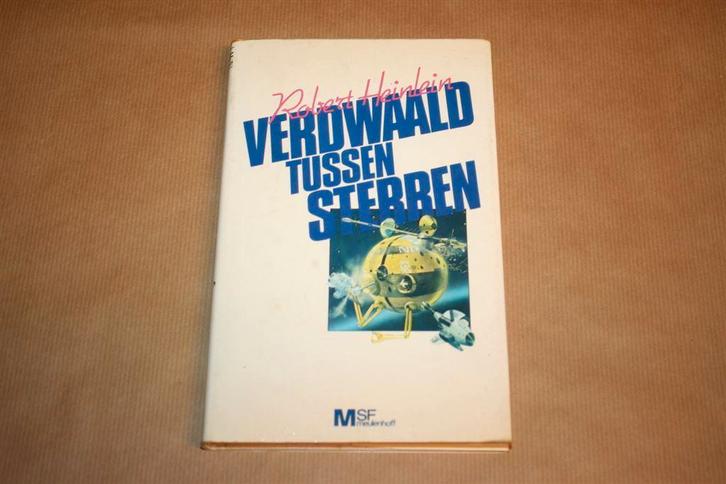 Robert Heinlein
VERDWAALD
TUSSEN
STERREN
MSF
meulenhoff